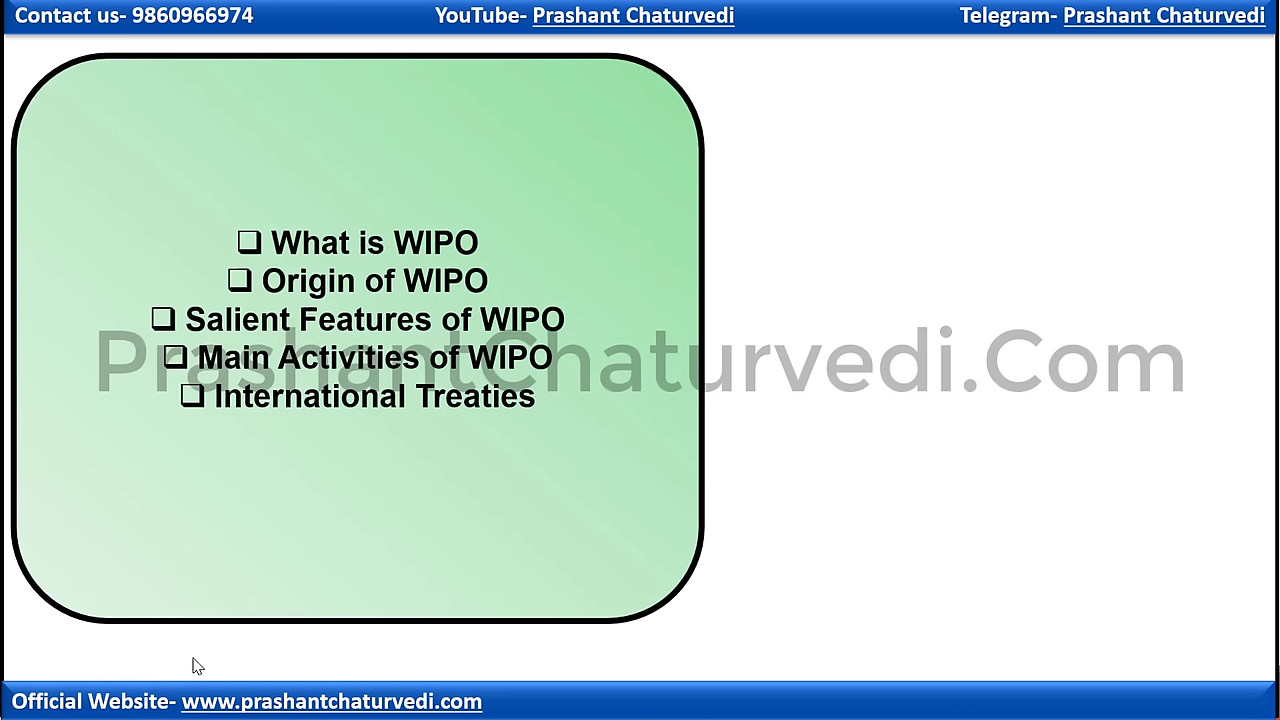 Contact us- 9860966974 YouTube- Prashant Chaturvedi Telegram- Prashant Chaturvedi
❑ What is WIPO
❑ Origin of WIPO
❑ Salient Features of WIPO
❑ Main Activities of WIPO
❑ International Treaties
PrashantChaturvedi.Com
Official Website- www.prashantchaturvedi.com